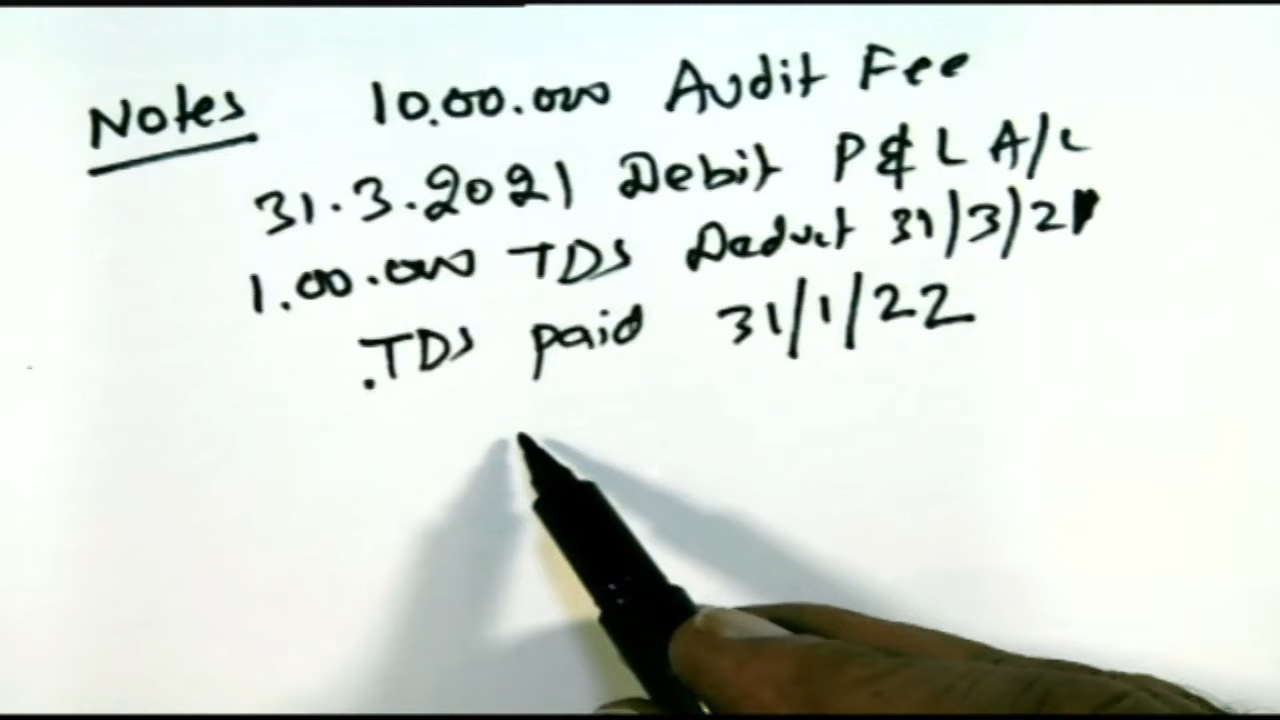 Notes 10.00.000 Audit Fee
31.3.2021 Debit P & L A/C
1.00.000 TDS Deduct 31/3/21
.TDS paid 31/1/22